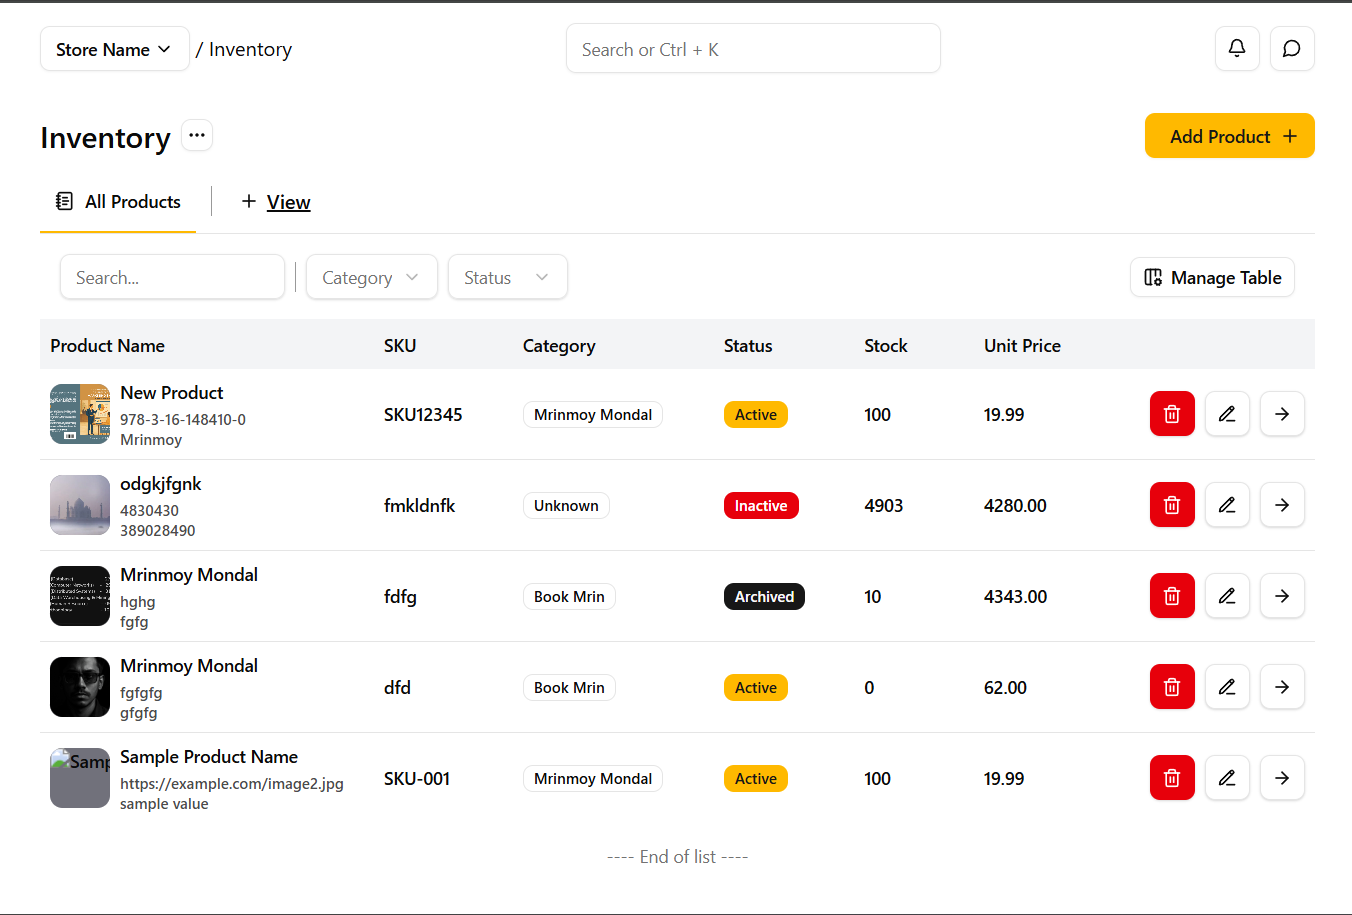 Store Name / Inventory
Search or Ctrl + K
Inventory
Add Product
All Products
View
Search...
Category
Status
Manage Table
Product Name SKU Category Status Stock Unit Price
New Product
978-3-16-148410-0
Mrinmoy
SKU12345 Mrinmoy Mondal Active 100 19.99
odgkjfgnk
4830430
389028490
fmkldnfk Unknown Inactive 4903 4280.00
Mrinmoy Mondal
hghg
fgfg
fdfg Book Mrin Archived 10 4343.00
Mrinmoy Mondal
fgfgfg
gfgfg
dfd Book Mrin Active 0 62.00
Samp
Sample Product Name
https://example.com/image2.jpg
sample value
SKU-001 Mrinmoy Mondal Active 100 19.99
---- End of list ----